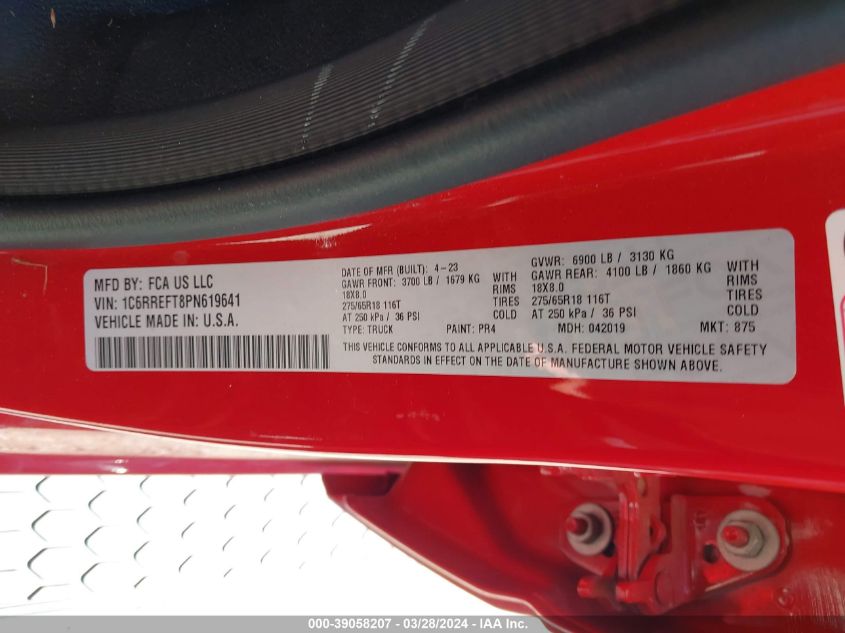 MFD BY: FCA US LLC
VIN: 1C6RREFT8PN619641
VEHICLE MADE IN: U.S.A.
DATE OF MFR (BUILT): 4-23
GAWR FRONT: 3700 LB / 1679 KG WITH
18X8.0 RIMS
275/65R18 116T TIRES
AT 250 kPa / 36 PSI COLD
TYPE: TRUCK PAINT: PR4
GVWR: 6900 LB / 3130 KG
GAWR REAR: 4100 LB / 1860 KG WITH
18X8.0 RIMS
275/65R18 116T TIRES
AT 250 kPa / 36 PSI COLD
MDH: 042019 MKT: 875
THIS VEHICLE CONFORMS TO ALL APPLICABLE U.S.A. FEDERAL MOTOR VEHICLE SAFETY
STANDARDS IN EFFECT ON THE DATE OF MANUFACTURE SHOWN ABOVE.
000-39058207 - 03/28/2024 - IAA Inc.